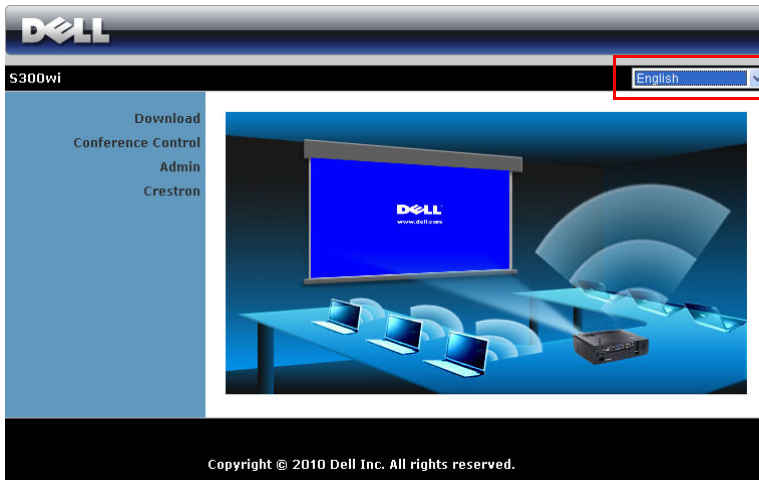 DELL
S300wi
English
Download
Conference Control
Admin
Crestron
DELL
www.dell.com
Copyright © 2010 Dell Inc. All rights reserved.